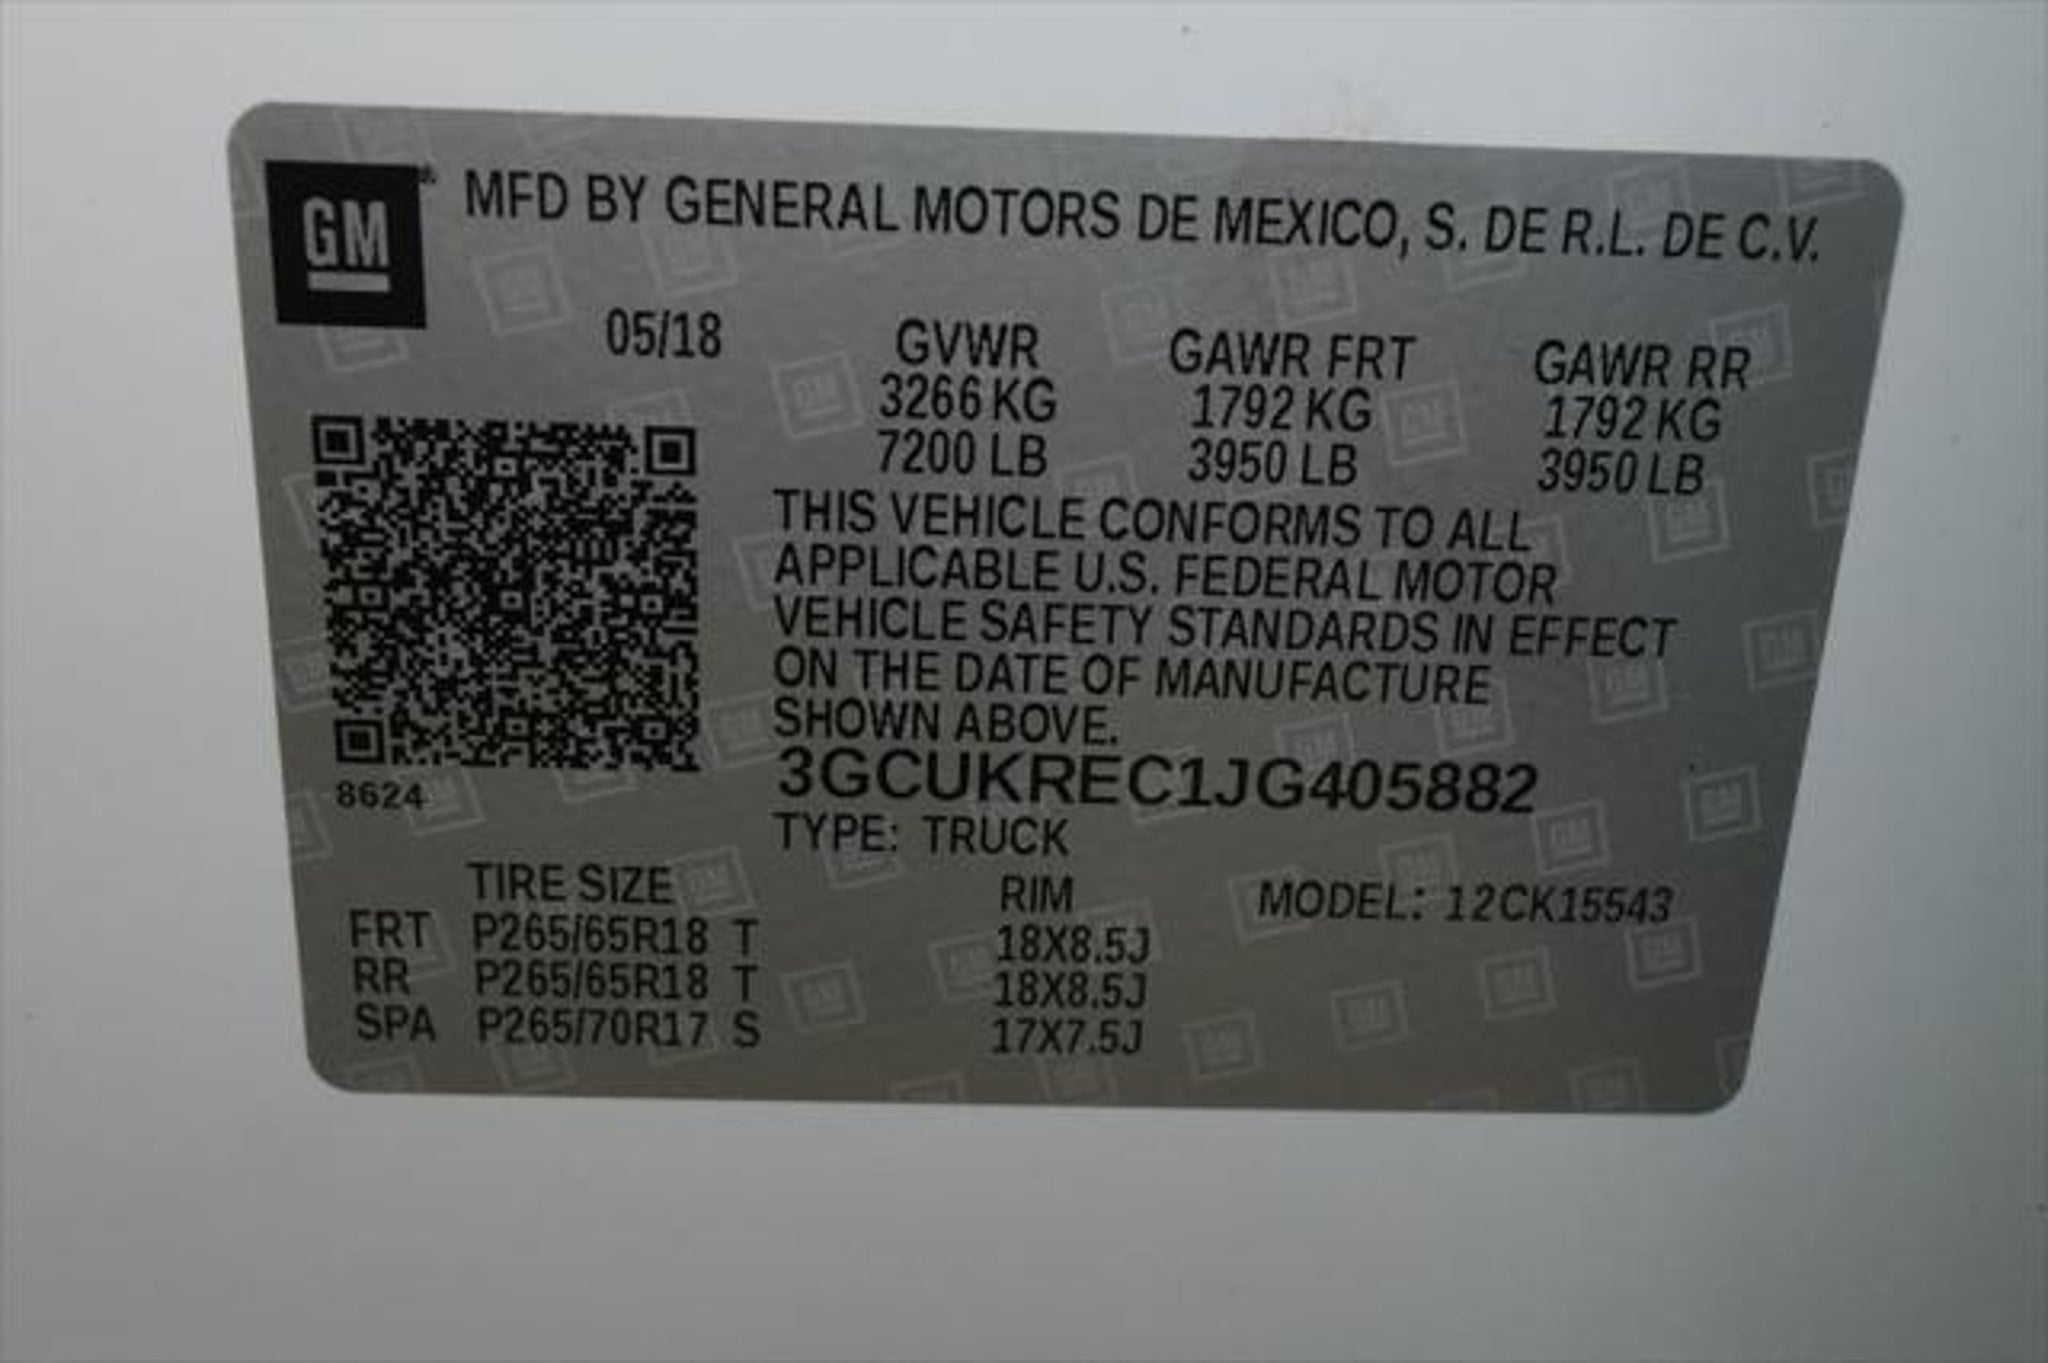 GM MFD BY GENERAL MOTORS DE MEXICO, S. DE R.L. DE C.V.
05/18 GVWR GAWR FRT GAWR RR
3266 KG 1792 KG 1792 KG
7200 LB 3950 LB 3950 LB
THIS VEHICLE CONFORMS TO ALL
APPLICABLE U.S. FEDERAL MOTOR
VEHICLE SAFETY STANDARDS IN EFFECT
ON THE DATE OF MANUFACTURE
SHOWN ABOVE.
3GCUKREC1JG405882
8624
TYPE: TRUCK
TIRE SIZE RIM MODEL: 12CK15543
FRT P265/65R18 T 18X8.5J
RR P265/65R18 T 18X8.5J
SPA P265/70R17 S 17X7.5J